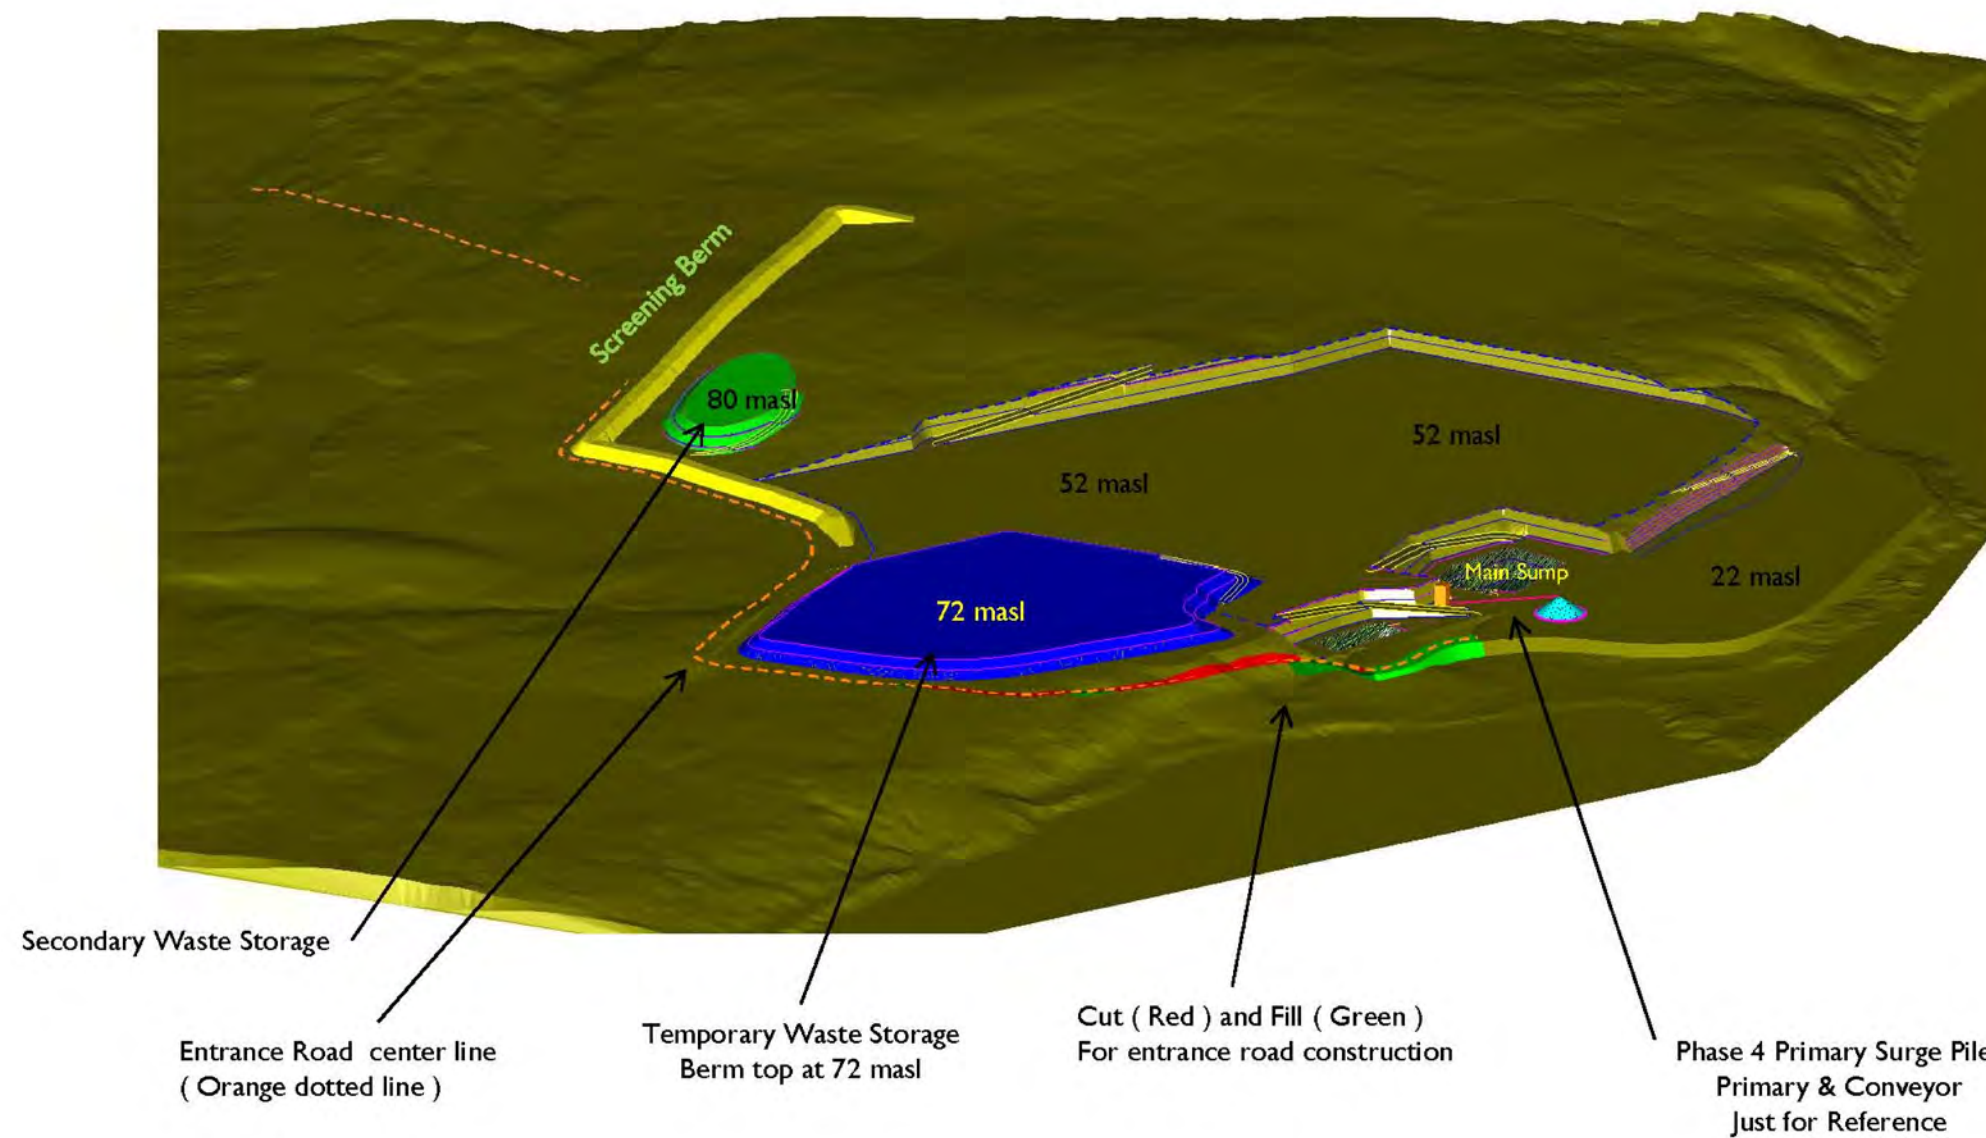 Screening Berm
80 masl
52 masl
52 masl
Main Sump
22 masl
72 masl
Secondary Waste Storage
Entrance Road center line
( Orange dotted line )
Temporary Waste Storage
Berm top at 72 masl
Cut ( Red ) and Fill ( Green )
For entrance road construction
Phase 4 Primary Surge Pile
Primary & Conveyor
Just for Reference